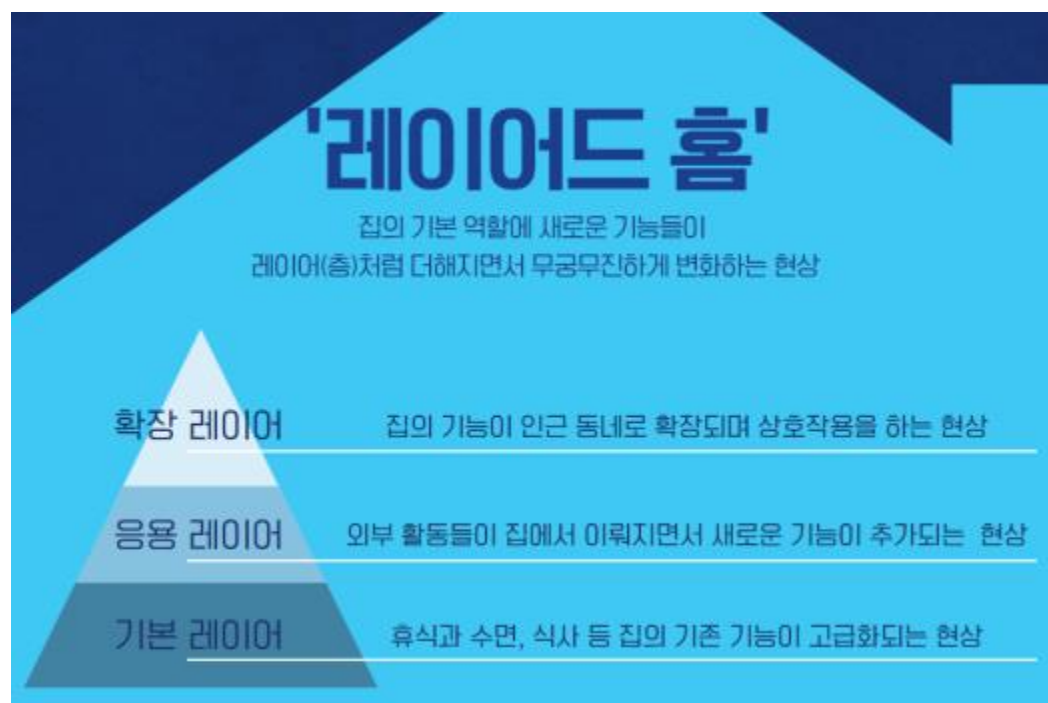 '레이어드 홈'
집의 기본 역할에 새로운 기능들이
레이어(층)처럼 더해지면서 무궁무진하게 변화하는 현상
확장 레이어 집의 기능이 인근 동네로 확장되며 상호작용을 하는 현상
응용 레이어 외부 활동들이 집에서 이뤄지면서 새로운 기능이 추가되는 현상
기본 레이어 휴식과 수면, 식사 등 집의 기존 기능이 고급화되는 현상